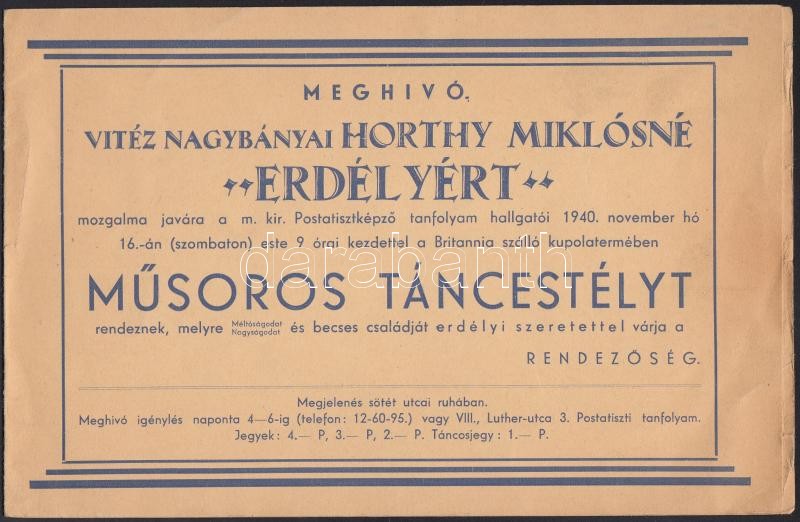 MEGHIVÓ.
VITÉZ NAGYBÁNYAI HORTHY MIKLÓSNÉ
ERDÉLYÉRT
mozgalma javára a m. kir. Postatisztképző tanfolyam hallgatói 1940. november hó
16.-án (szombaton) este 9 órai kezdettel a Britannia szálló kupolatermében
darabanth
MŰSOROS TÁNCESTÉLYT
rendeznek, melyre Méltóságodat Nagyságodat és becses családját erdélyi szeretettel várja a
RENDEZŐSÉG.
Megjelenés sötét utcai ruhában.
Meghivó igénylés naponta 4—6-ig (telefon: 12-60-95.) vagy VIII., Luther-utca 3. Postatiszti tanfolyam.
Jegyek: 4.— P, 3.— P, 2.— P. Táncosjegy: 1.— P.